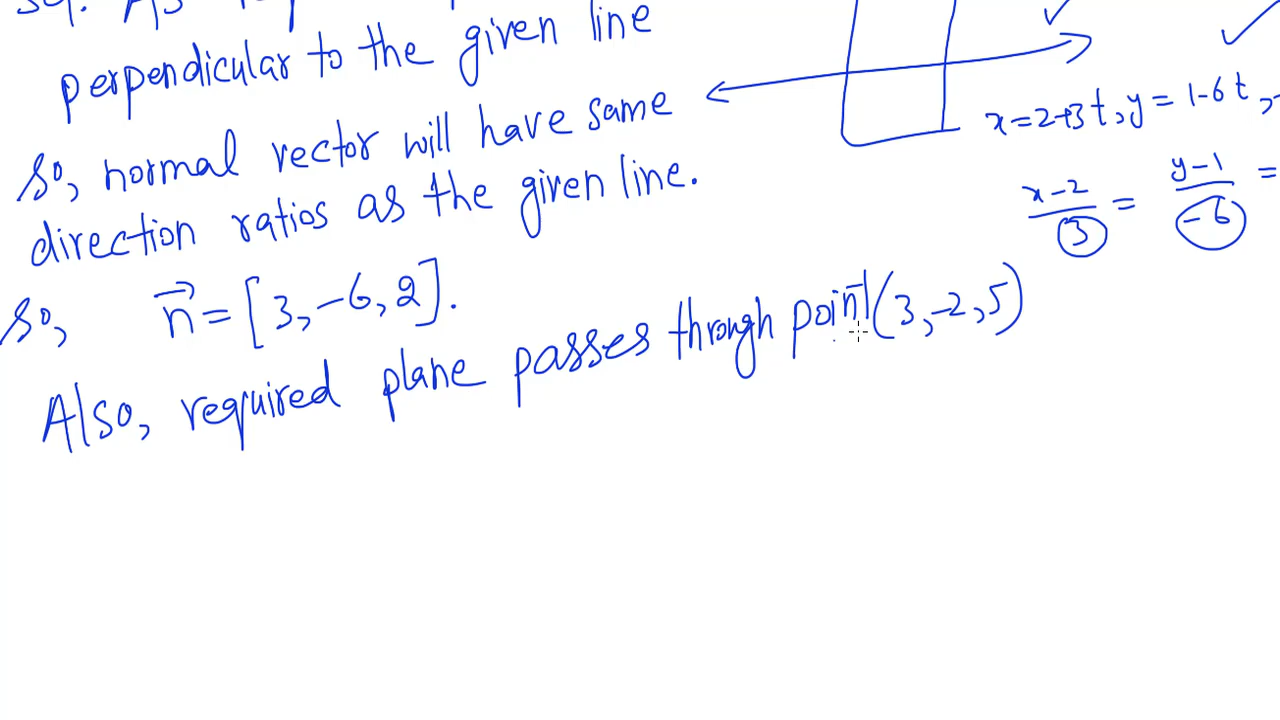 perpendicular to the given line
So, normal vector will have same
direction ratios as the given line.
x=2+3t, y=1-6t,
x-2/3 = y-1/-6 =
So, n⃗ = [3, -6, 2].
Also, required plane passes through point (3, -2, 5)